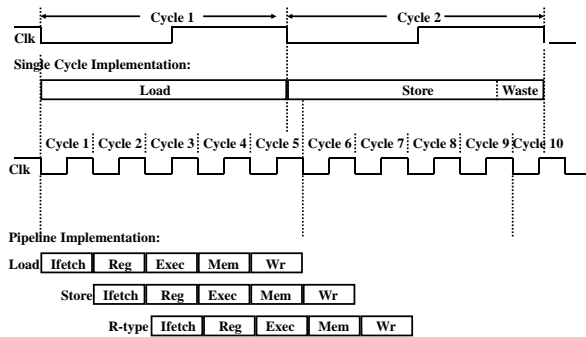 Cycle 1 Cycle 2
Clk
Single Cycle Implementation:
Load Store Waste
Cycle 1 Cycle 2 Cycle 3 Cycle 4 Cycle 5 Cycle 6 Cycle 7 Cycle 8 Cycle 9 Cycle 10
Clk
Pipeline Implementation:
Load Ifetch Reg Exec Mem Wr
Store Ifetch Reg Exec Mem Wr
R-type Ifetch Reg Exec Mem Wr